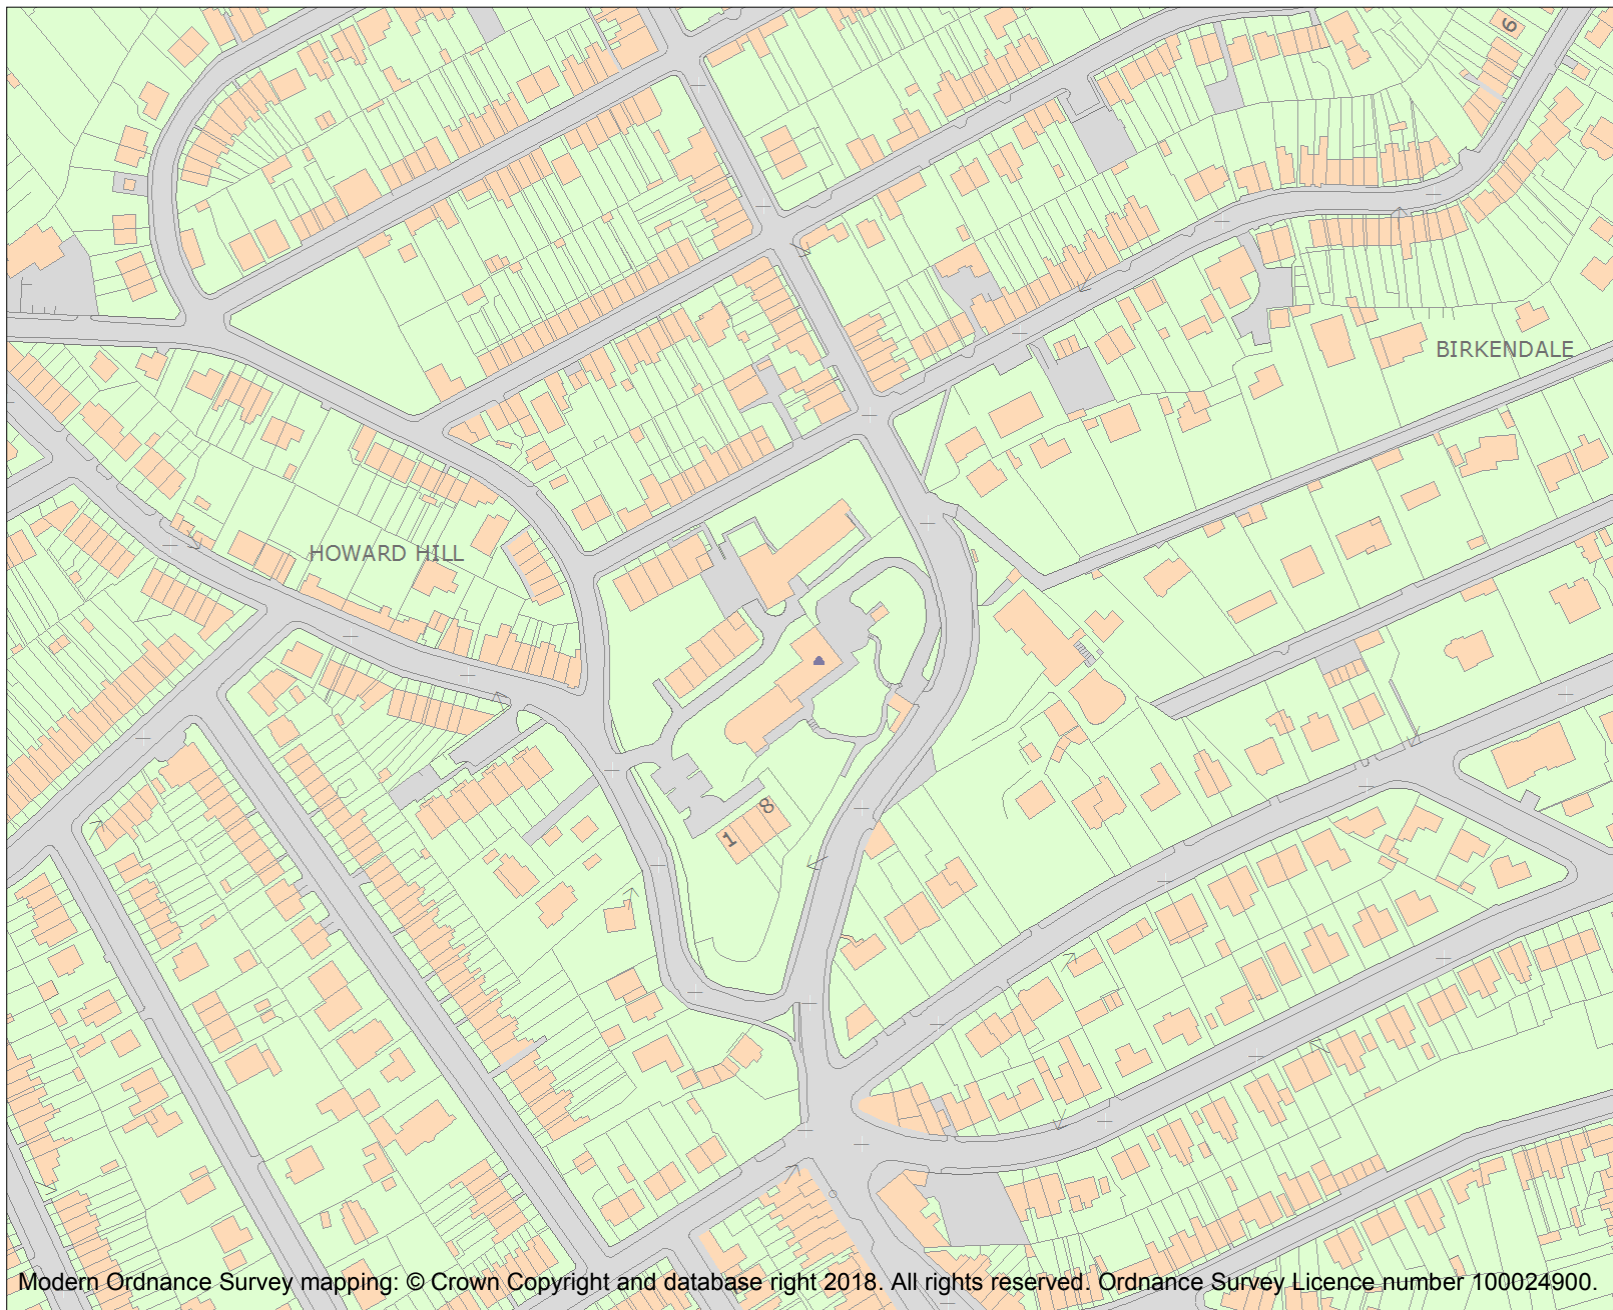 6
BIRKENDALE
HOWARD HILL
8
1
Modern Ordnance Survey mapping: © Crown Copyright and database right 2018. All rights reserved. Ordnance Survey Licence number 100024900.